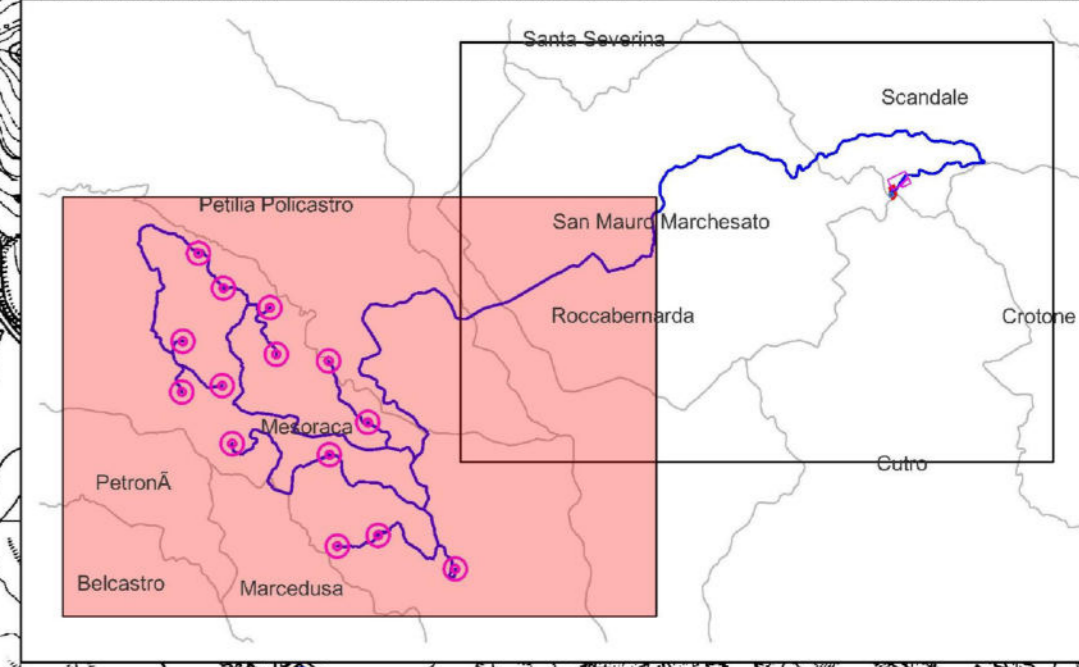 Santa Severina
Scandale
Petilia Policastro
San Mauro Marchesato
Roccabernarda
Crotone
Mesoraca
Cutro
PetronÃ
Belcastro
Marcedusa